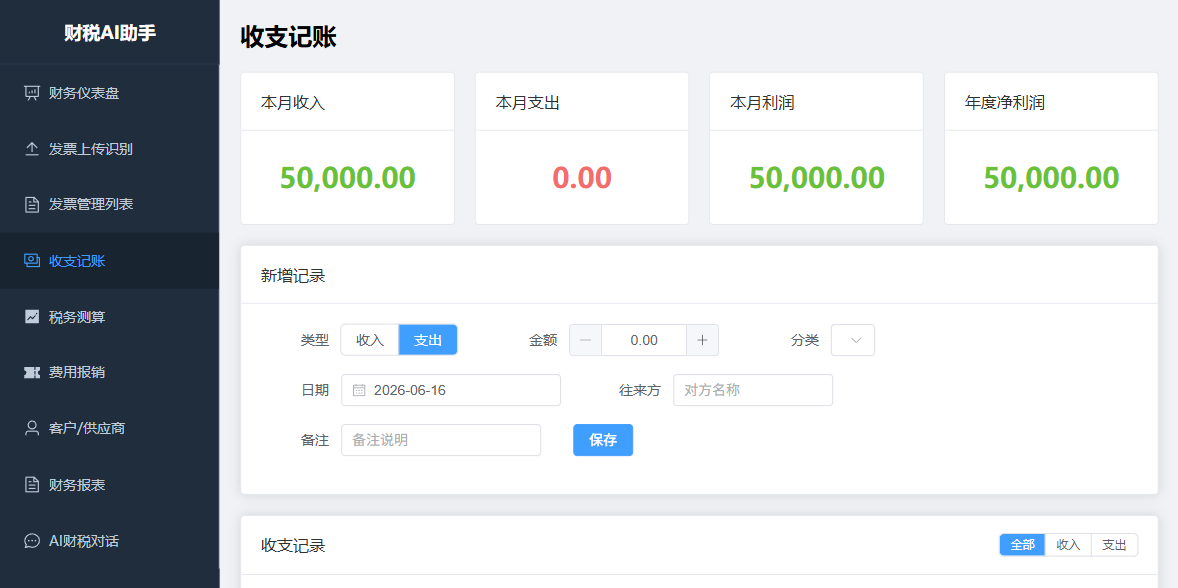 财税AI助手
财务仪表盘
发票上传识别
发票管理列表
收支记账
税务测算
费用报销
客户/供应商
财务报表
AI财税对话
收支记账
本月收入
50,000.00
本月支出
0.00
本月利润
50,000.00
年度净利润
50,000.00
新增记录
类型 收入 支出 金额 0.00 分类
日期 2026-06-16 往来方 对方名称
备注 备注说明 保存
收支记录 全部 收入 支出